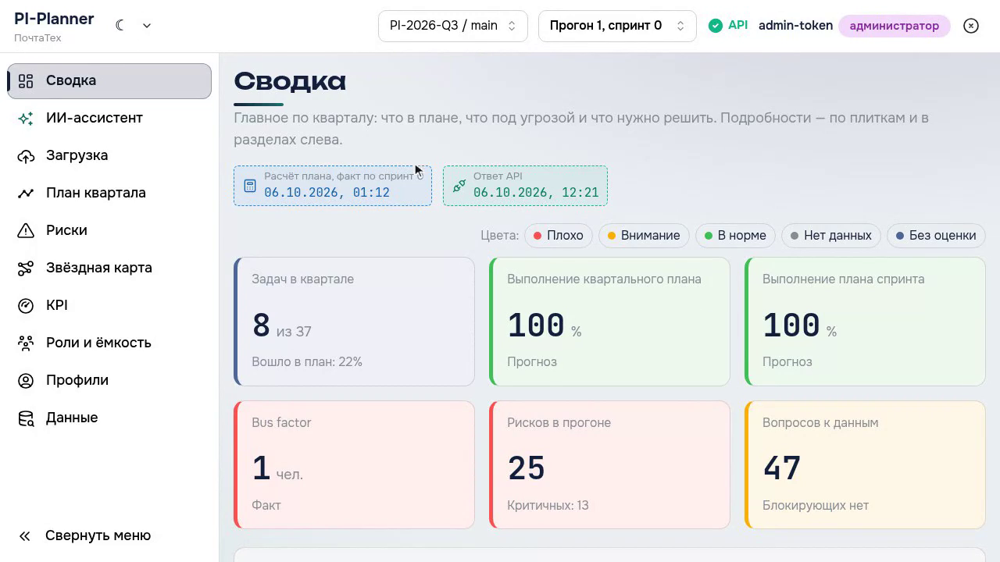 PI-Planner
ПочтаТех
PI-2026-Q3 / main
Прогон 1, спринт 0
API
admin-token
администратор
Сводка
ИИ-ассистент
Загрузка
План квартала
Риски
Звёздная карта
KPI
Роли и ёмкость
Профили
Данные
Свернуть меню
Сводка
Главное по кварталу: что в плане, что под угрозой и что нужно решить. Подробности — по плиткам и в
разделах слева.
Расчёт плана, факт по спринт 0
06.10.2026, 01:12
Ответ API
06.10.2026, 12:21
Цвета:
Плохо
Внимание
В норме
Нет данных
Без оценки
Задач в квартале
8 из 37
Вошло в план: 22%
Выполнение квартального плана
100 %
Прогноз
Выполнение плана спринта
100 %
Прогноз
Bus factor
1 чел.
Факт
Рисков в прогоне
25
Критичных: 13
Вопросов к данным
47
Блокирующих нет